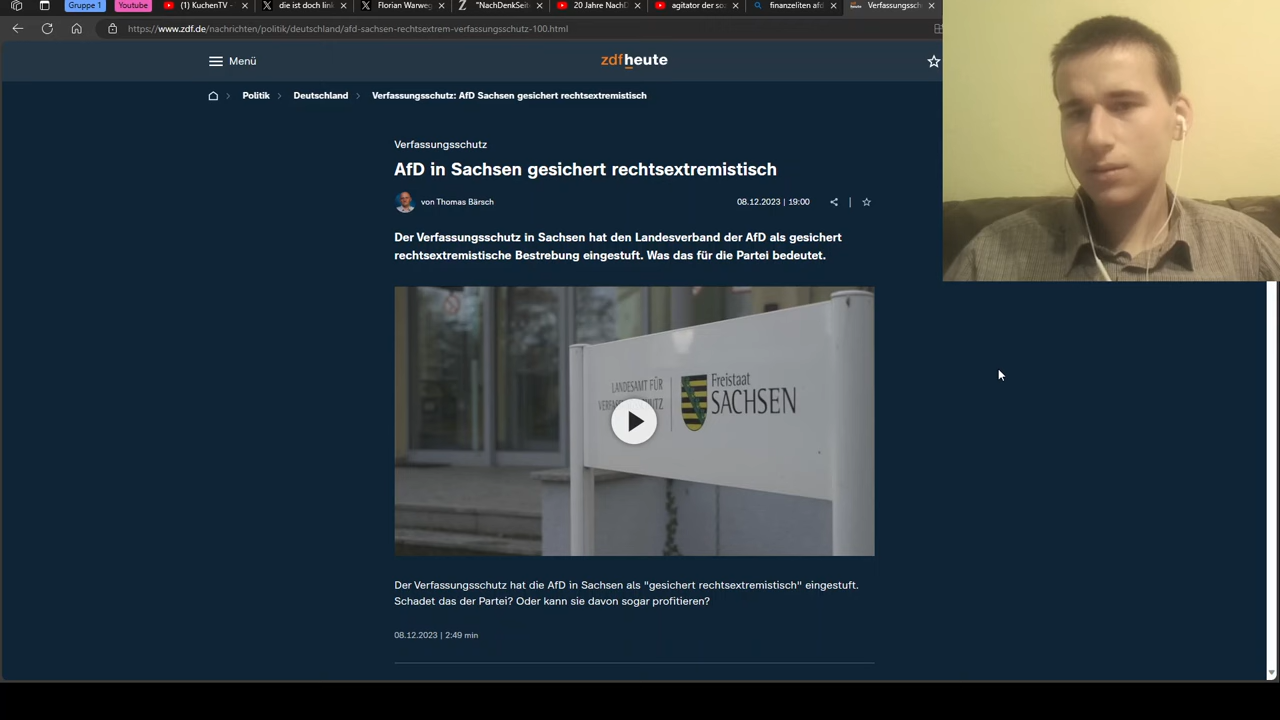 Gruppe 1
Youtube
(1) KuchenTV -
die ist doch link
Florian Warweg
"NachDenkSeit
20 Jahre NachD
agitator der soz
finanzeliten afd
Verfassungssch
https://www.zdf.de/nachrichten/politik/deutschland/afd-sachsen-rechtsextrem-verfassungsschutz-100.html
Menü
zdfheute
Politik > Deutschland > Verfassungsschutz: AfD Sachsen gesichert rechtsextremistisch
Verfassungsschutz
AfD in Sachsen gesichert rechtsextremistisch
von Thomas Bärsch
08.12.2023 | 19:00
Der Verfassungsschutz in Sachsen hat den Landesverband der AfD als gesichert
rechtsextremistische Bestrebung eingestuft. Was das für die Partei bedeutet.
LANDESAMT FÜR
Freistaat
SACHSEN
Der Verfassungsschutz hat die AfD in Sachsen als "gesichert rechtsextremistisch" eingestuft.
Schadet das der Partei? Oder kann sie davon sogar profitieren?
08.12.2023 | 2:49 min